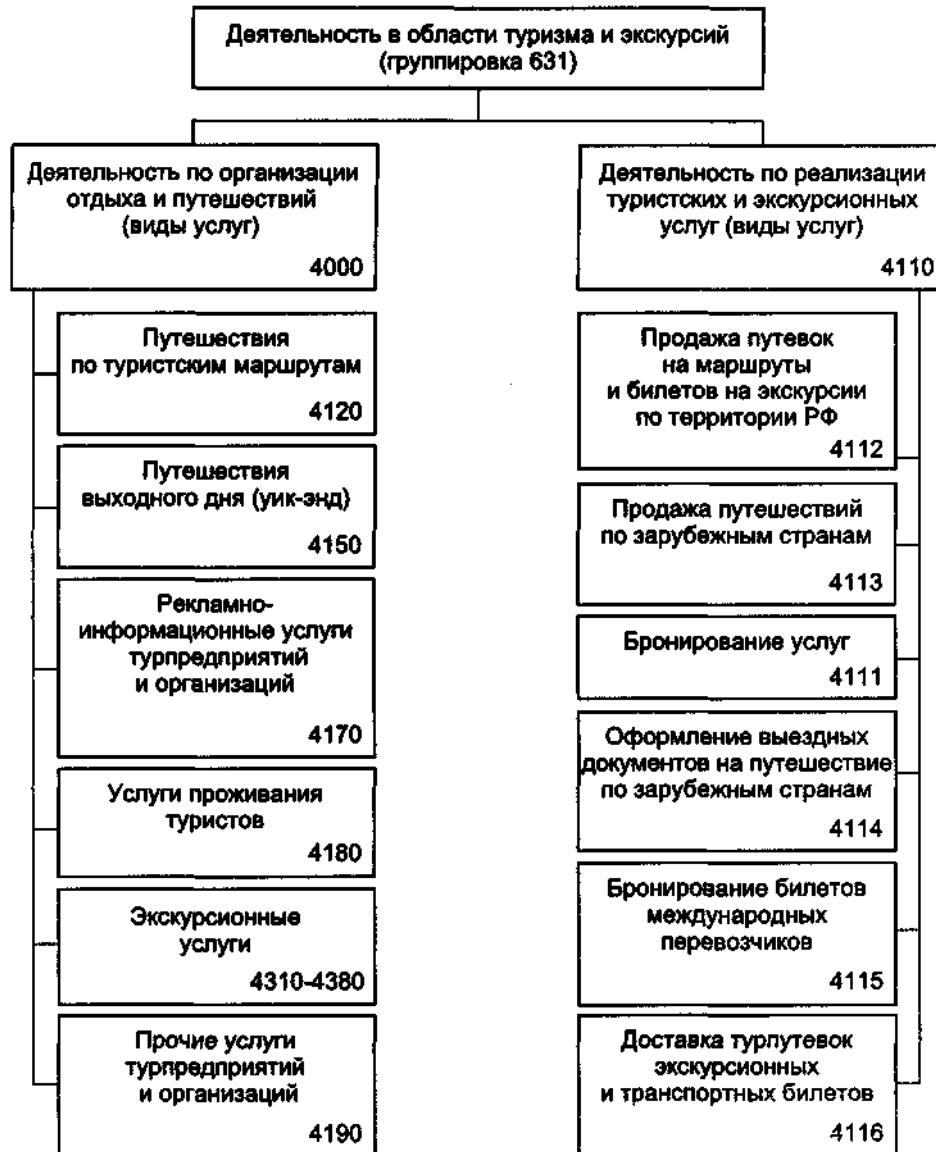 Деятельность в области туризма и экскурсий
(группировка 631)
Деятельность по организации
отдыха и путешествий
(виды услуг)
4000
Путешествия
по туристским маршрутам
4120
Путешествия
выходного дня (уик-энд)
4150
Рекламно-
информационные услуги
турпредприятий
и организаций
4170
Услуги проживания
туристов
4180
Экскурсионные
услуги
4310-4380
Прочие услуги
турпредприятий
и организаций
4190
Деятельность по реализации
туристских и экскурсионных
услуг (виды услуг)
4110
Продажа путевок
на маршруты
и билетов на экскурсии
по территории РФ
4112
Продажа путешествий
по зарубежным странам
4113
Бронирование услуг
4111
Оформление выездных
документов на путешествие
по зарубежным странам
4114
Бронирование билетов
международных
перевозчиков
4115
Доставка турпутевок
экскурсионных
и транспортных билетов
4116